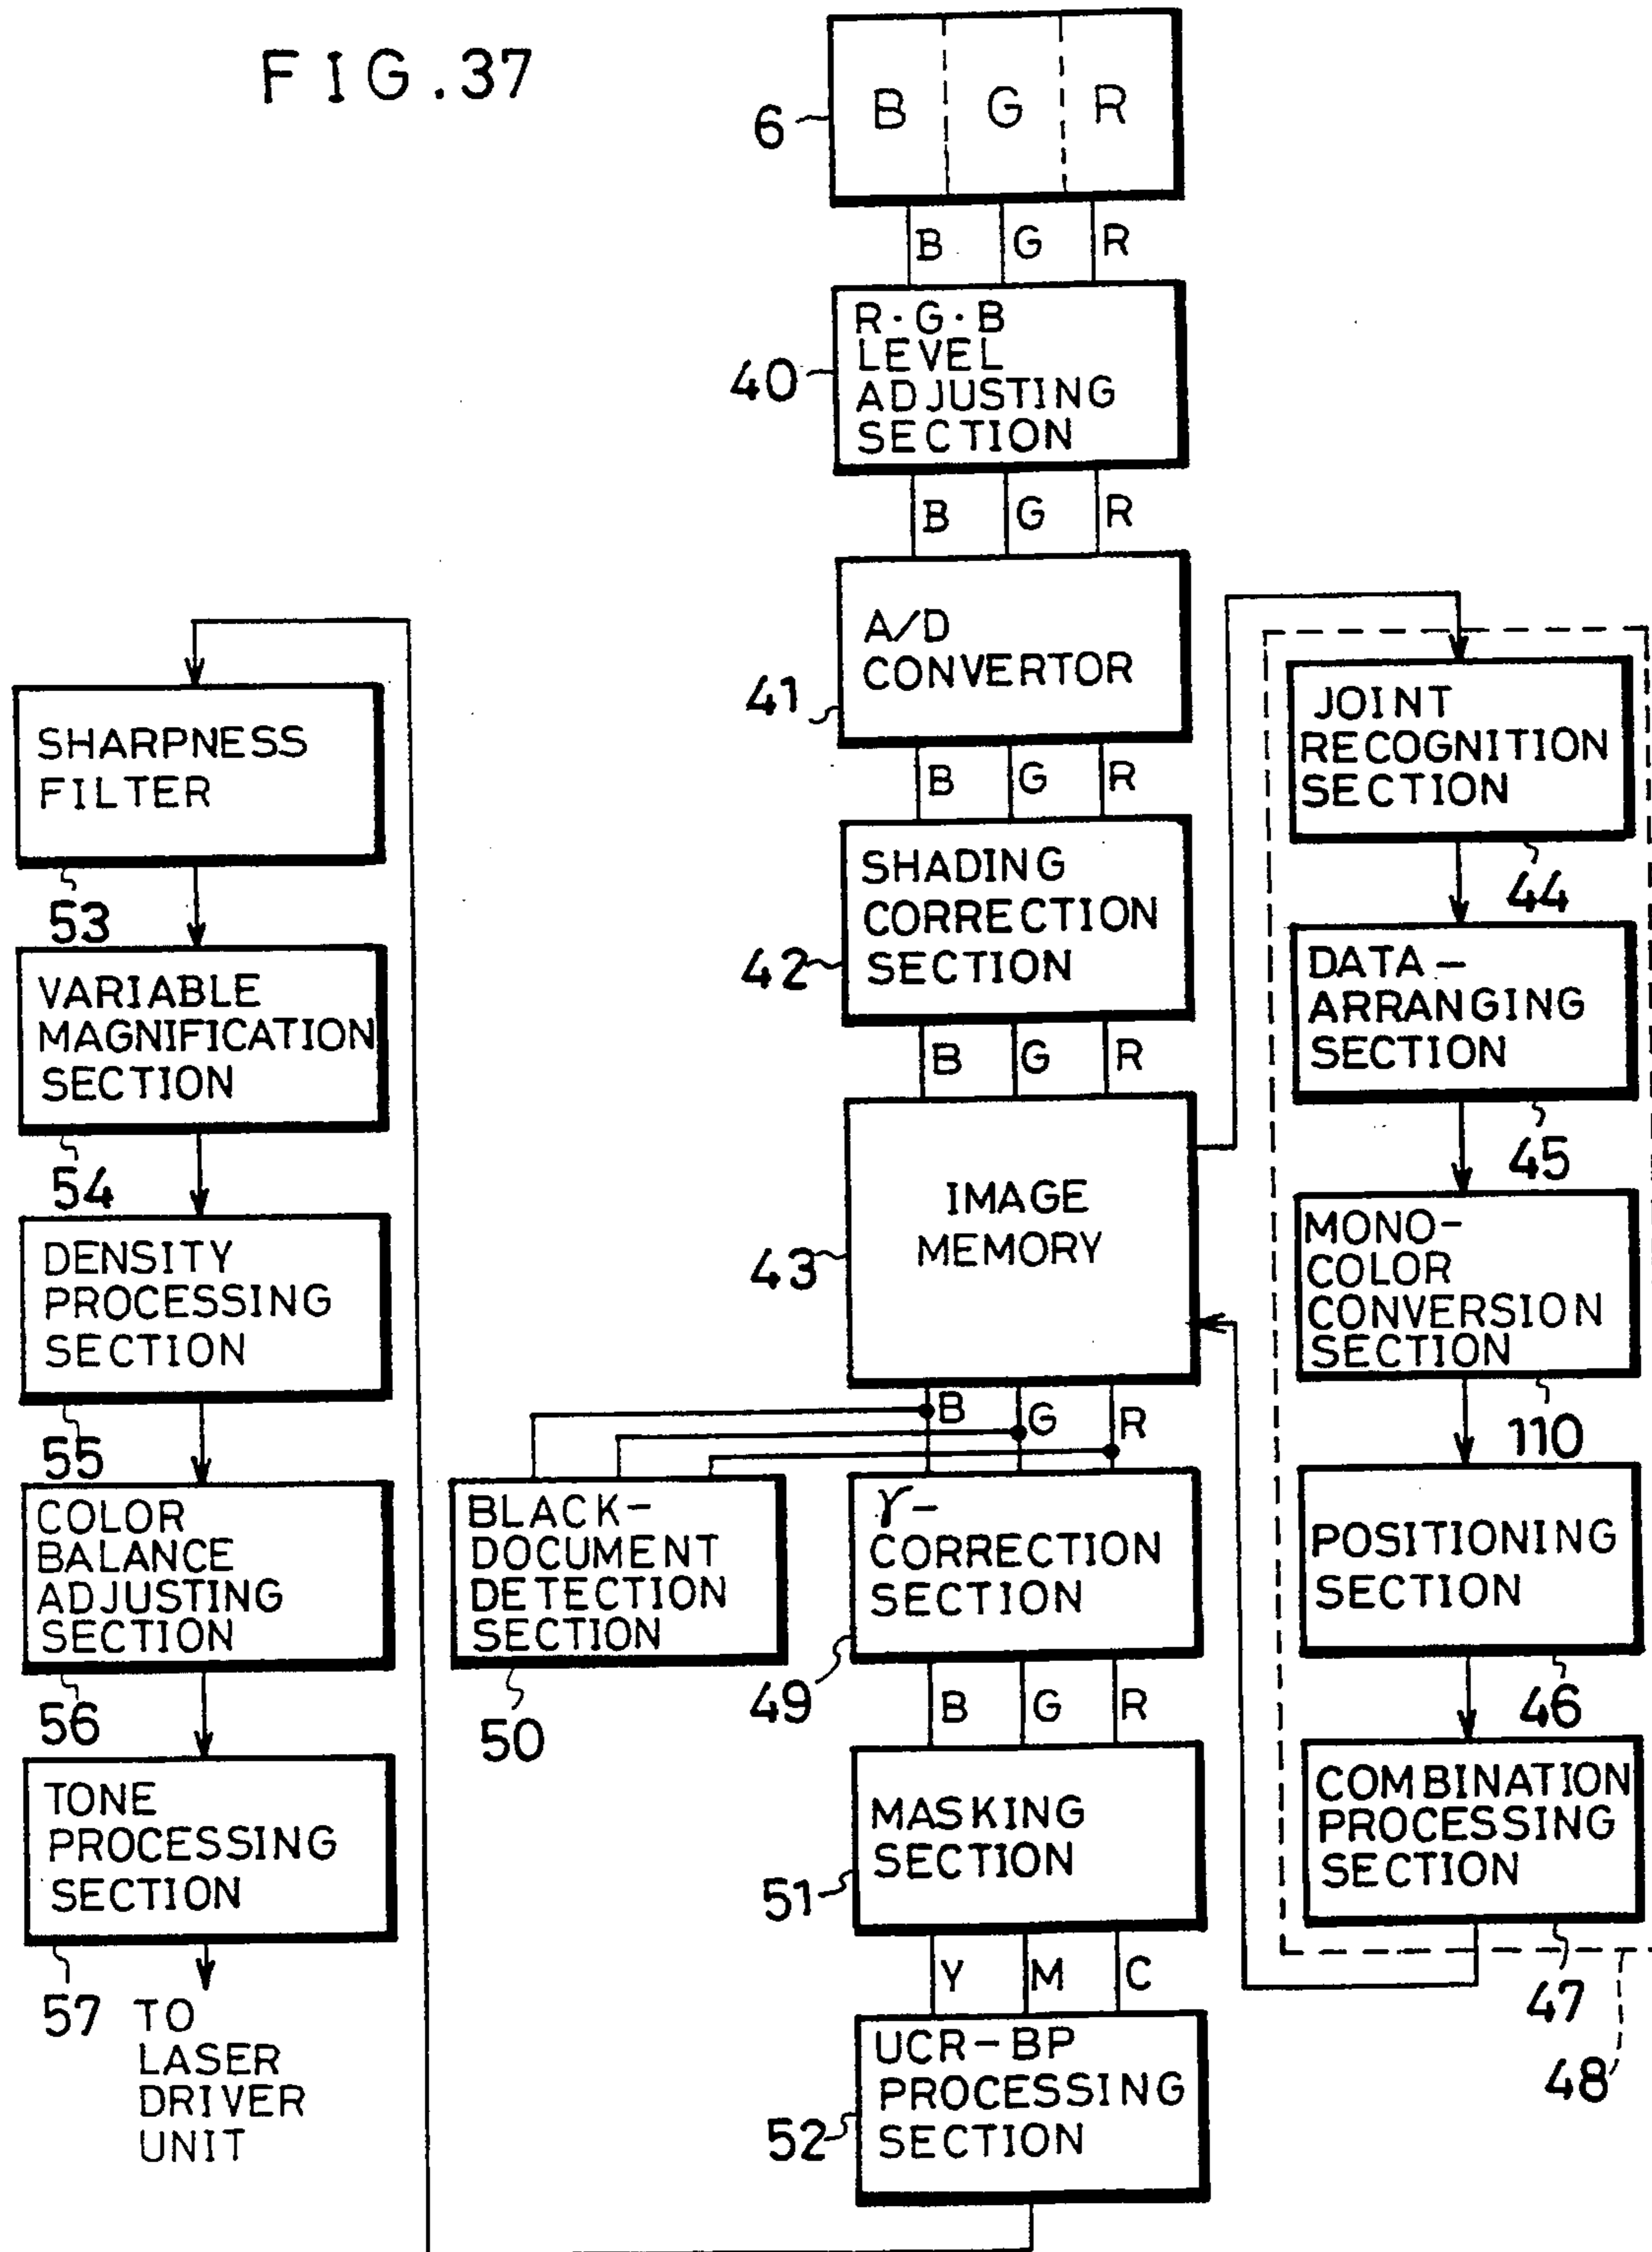 FIG.37
B G R
6
B G R
R·G·B
LEVEL
ADJUSTING
SECTION
40
B G R
A/D
CONVERTOR
41
B G R
SHADING
CORRECTION
SECTION
42
B G R
IMAGE
MEMORY
43
B G R
JOINT
RECOGNITION
SECTION
44
DATA-
ARRANGING
SECTION
45
MONO-
COLOR
CONVERSION
SECTION
110
POSITIONING
SECTION
46
COMBINATION
PROCESSING
SECTION
47
48
BLACK-
DOCUMENT
DETECTION
SECTION
50
γ-
CORRECTION
SECTION
49
B G R
MASKING
SECTION
51
Y M C
UCR-BP
PROCESSING
SECTION
52
SHARPNESS
FILTER
53
VARIABLE
MAGNIFICATION
SECTION
54
DENSITY
PROCESSING
SECTION
55
COLOR
BALANCE
ADJUSTING
SECTION
56
TONE
PROCESSING
SECTION
57
TO
LASER
DRIVER
UNIT